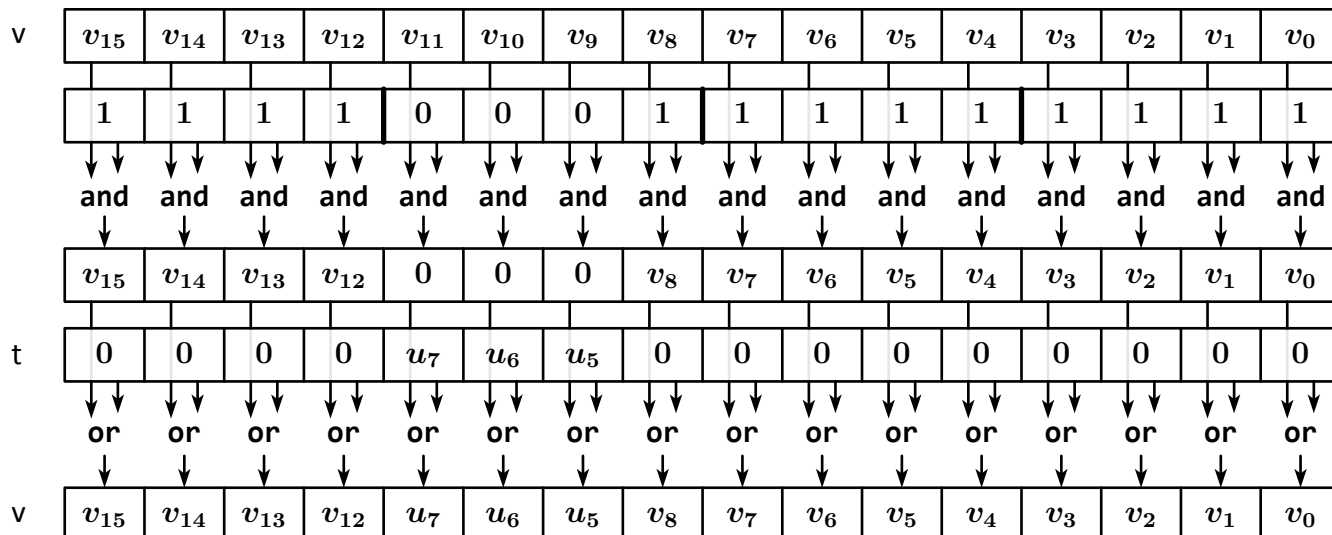 v v₁₅ v₁₄ v₁₃ v₁₂ v₁₁ v₁₀ v₉ v₈ v₇ v₆ v₅ v₄ v₃ v₂ v₁ v₀
1 1 1 1 0 0 0 1 1 1 1 1 1 1 1 1
and and and and and and and and and and and and and and and and
v₁₅ v₁₄ v₁₃ v₁₂ 0 0 0 v₈ v₇ v₆ v₅ v₄ v₃ v₂ v₁ v₀
t 0 0 0 0 u₇ u₆ u₅ 0 0 0 0 0 0 0 0 0
or or or or or or or or or or or or or or or or
v v₁₅ v₁₄ v₁₃ v₁₂ u₇ u₆ u₅ v₈ v₇ v₆ v₅ v₄ v₃ v₂ v₁ v₀